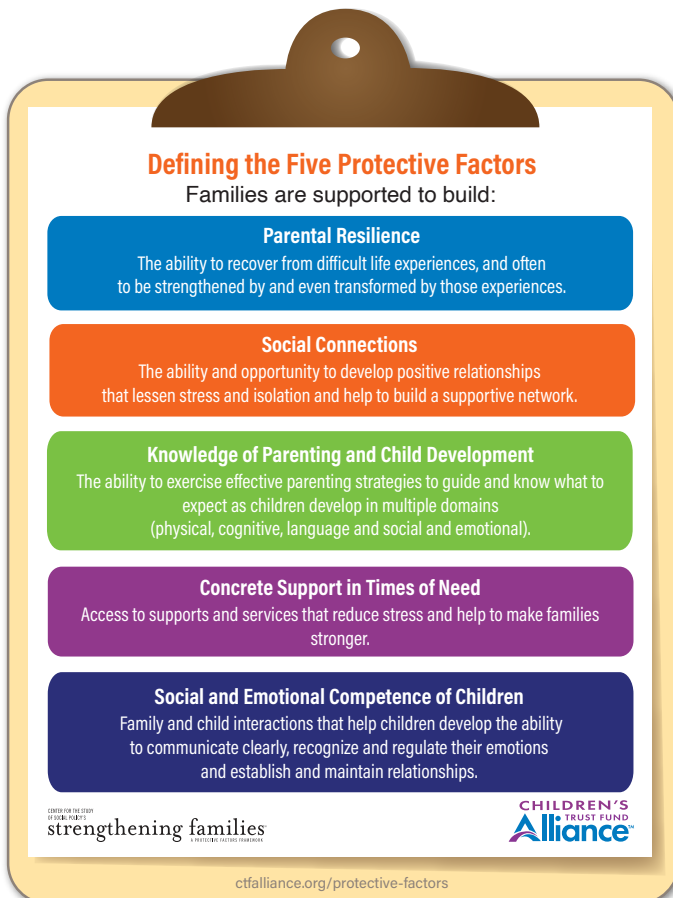 Defining the Five Protective Factors
Families are supported to build:
Parental Resilience
The ability to recover from difficult life experiences, and often
to be strengthened by and even transformed by those experiences.
Social Connections
The ability and opportunity to develop positive relationships
that lessen stress and isolation and help to build a supportive network.
Knowledge of Parenting and Child Development
The ability to exercise effective parenting strategies to guide and know what to
expect as children develop in multiple domains
(physical, cognitive, language and social and emotional).
Concrete Support in Times of Need
Access to supports and services that reduce stress and help to make families
stronger.
Social and Emotional Competence of Children
Family and child interactions that help children develop the ability
to communicate clearly, recognize and regulate their emotions
and establish and maintain relationships.
CENTER FOR THE STUDY
OF SOCIAL POLICY'S
strengthening families
A PROTECTIVE FACTORS FRAMEWORK
CHILDREN'S
TRUST FUND
Alliance™
ctfalliance.org/protective-factors